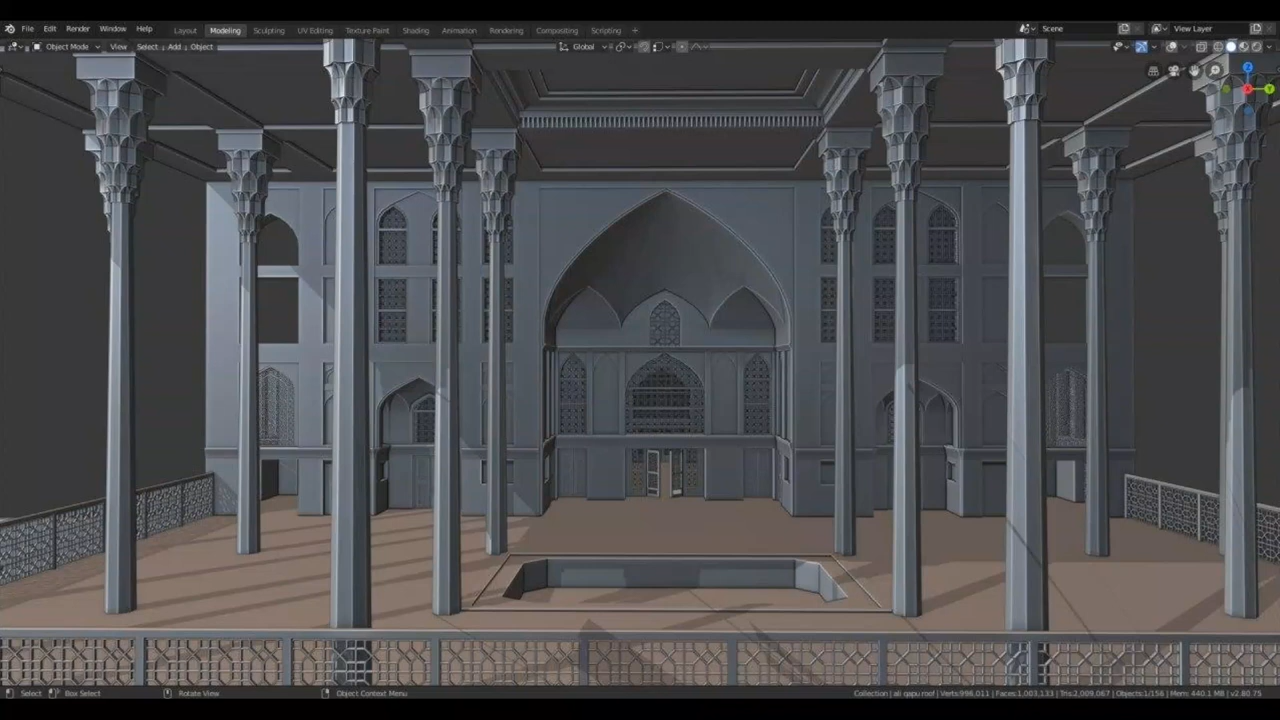 File Edit Render Window Help Layout Modeling Sculpting UV Editing Texture Paint Shading Animation Rendering Compositing Scripting + Scene View Layer
Object Mode View Select Add Object Global
Select Box Select Rotate View Object Context Menu Collection | ali qapu roof | Verts:996,011 | Faces:1,003,133 | Tris:2,009,067 | Objects:1/156 | Mem: 440.1 MB | v2.80.75